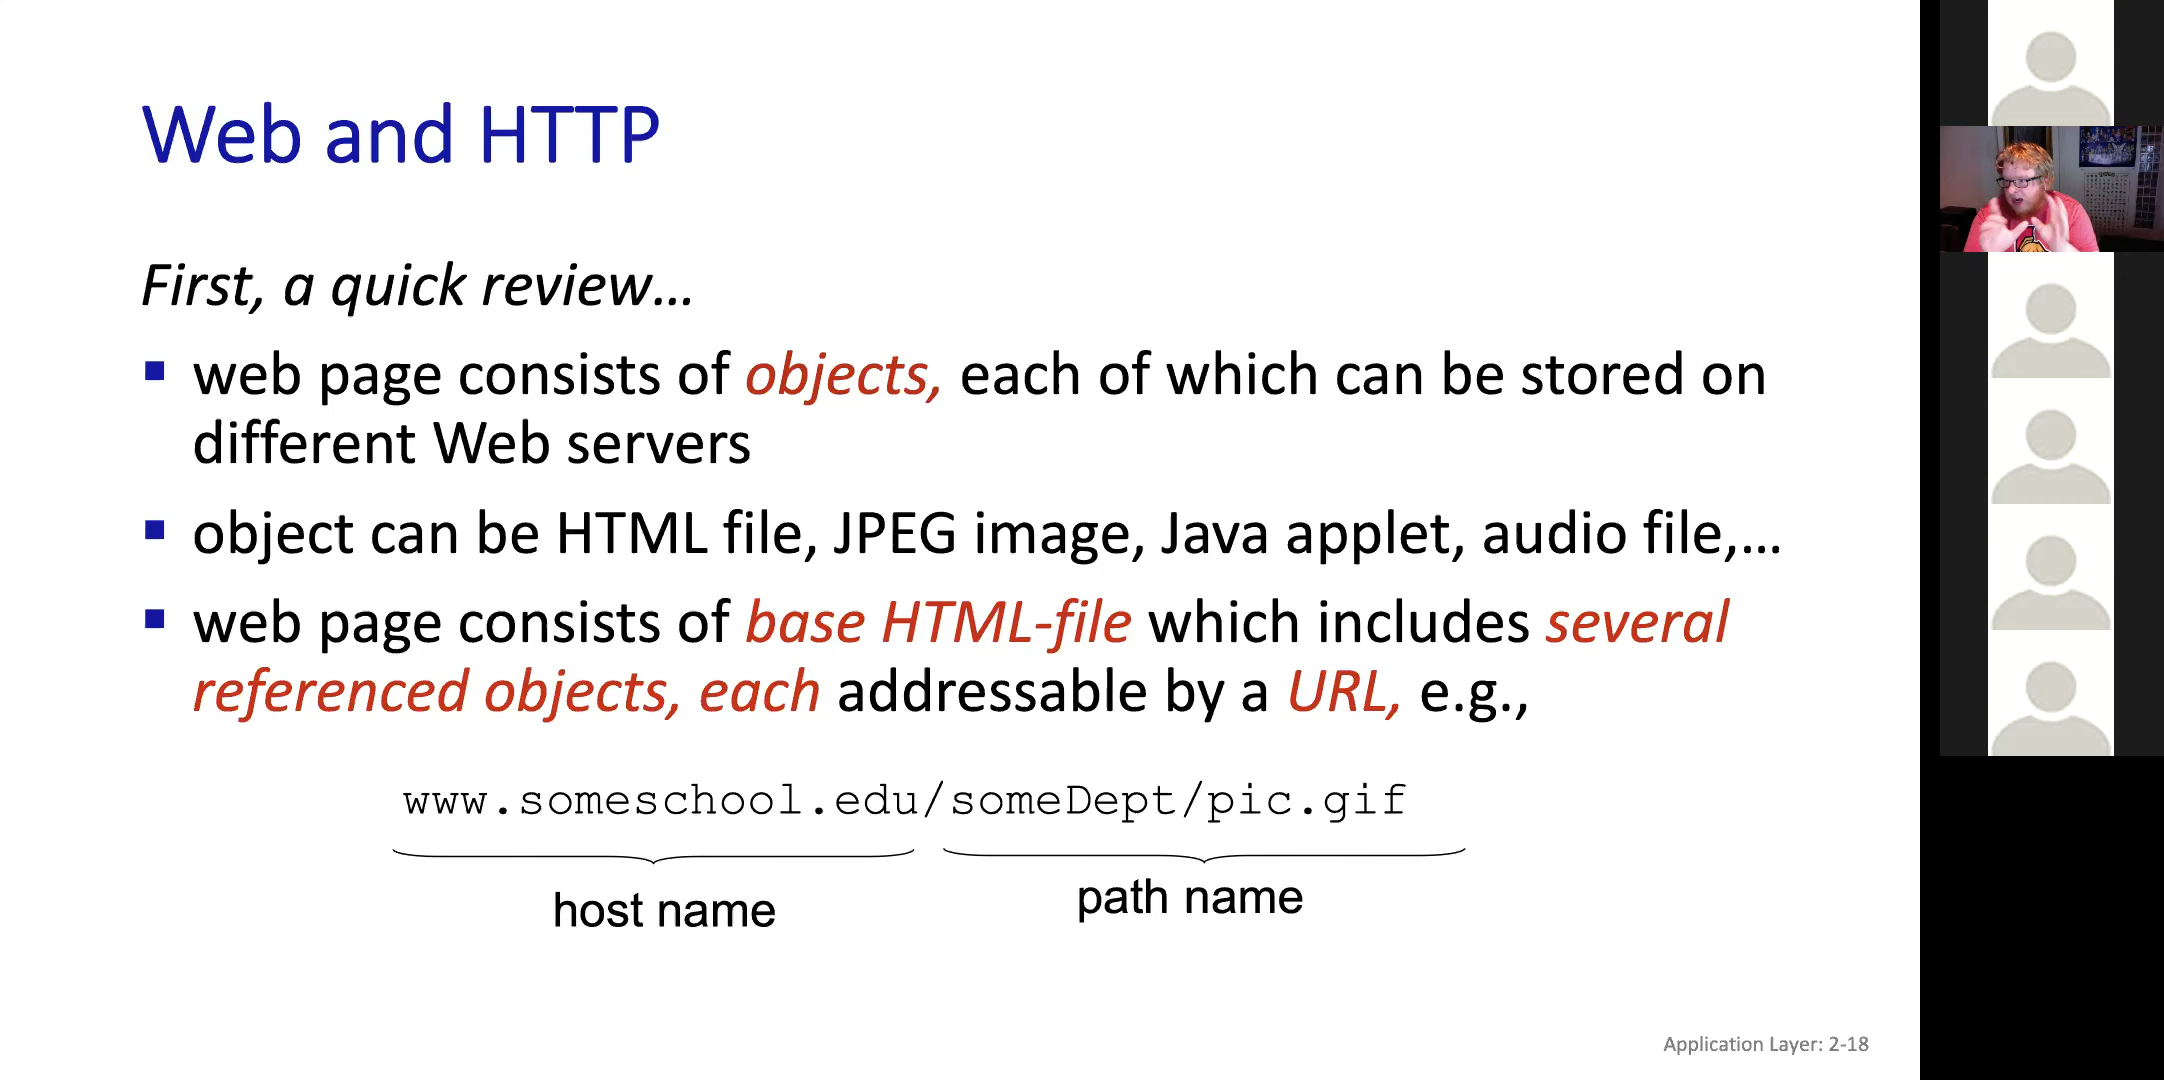 Web and HTTP
First, a quick review…
▪ web page consists of objects, each of which can be stored on
different Web servers
▪ object can be HTML file, JPEG image, Java applet, audio file,…
▪ web page consists of base HTML-file which includes several
referenced objects, each addressable by a URL, e.g.,
www.someschool.edu/someDept/pic.gif
host name
path name
Application Layer: 2-18